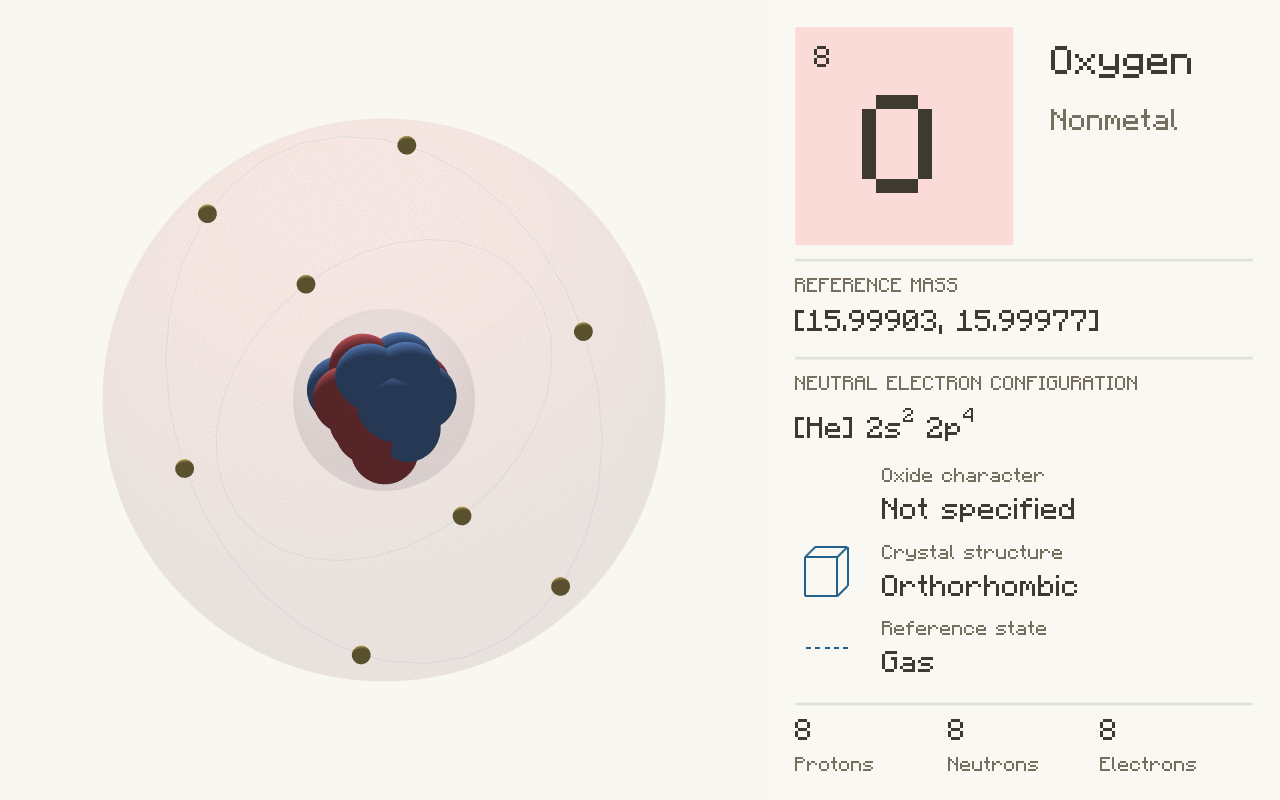 8
O
Oxygen
Nonmetal
REFERENCE MASS
[15.99903, 15.99977]
NEUTRAL ELECTRON CONFIGURATION
[He] 2s² 2p⁴
Oxide character
Not specified
Crystal structure
Orthorhombic
Reference state
Gas
8 8 8
Protons Neutrons Electrons